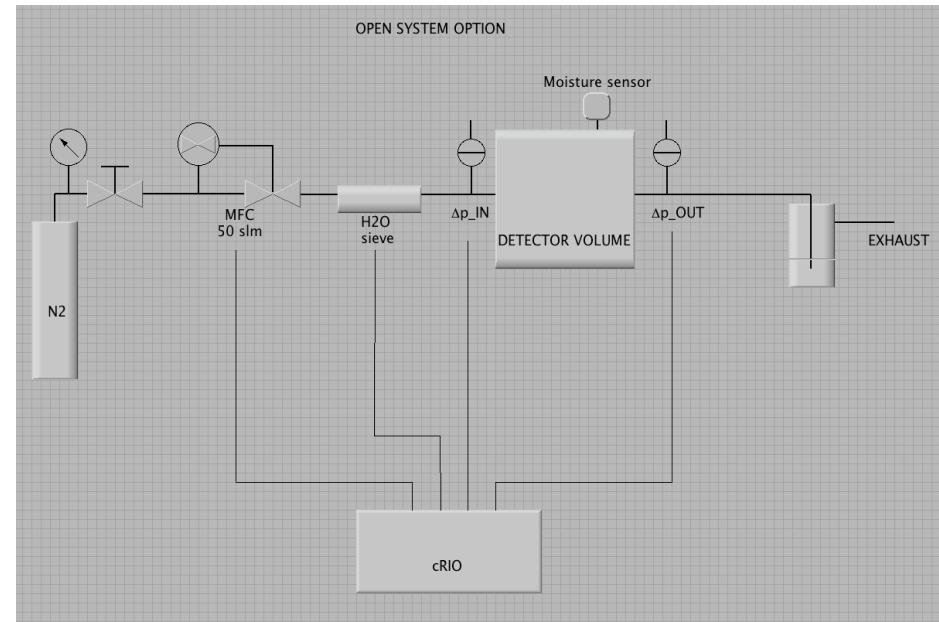 OPEN SYSTEM OPTION
Moisture sensor
MFC
50 slm
H2O
sieve
Δp_IN
Δp_OUT
DETECTOR VOLUME
EXHAUST
N2
cRIO